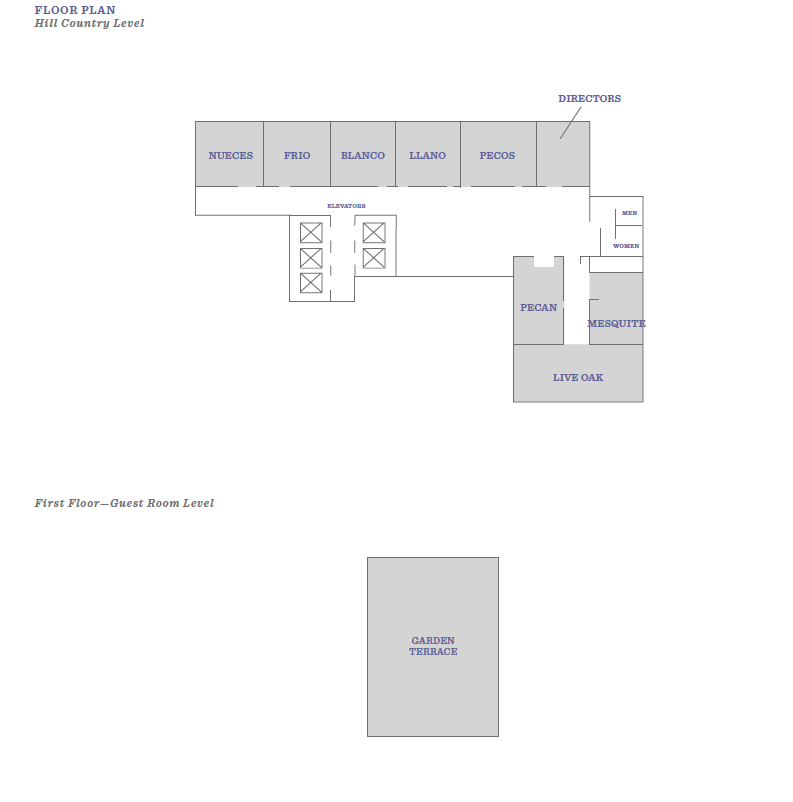 FLOOR PLAN
Hill Country Level
DIRECTORS
NUECES
FRIO
BLANCO
LLANO
PECOS
ELEVATORS
MEN
WOMEN
PECAN
MESQUITE
LIVE OAK
First Floor—Guest Room Level
GARDEN
TERRACE